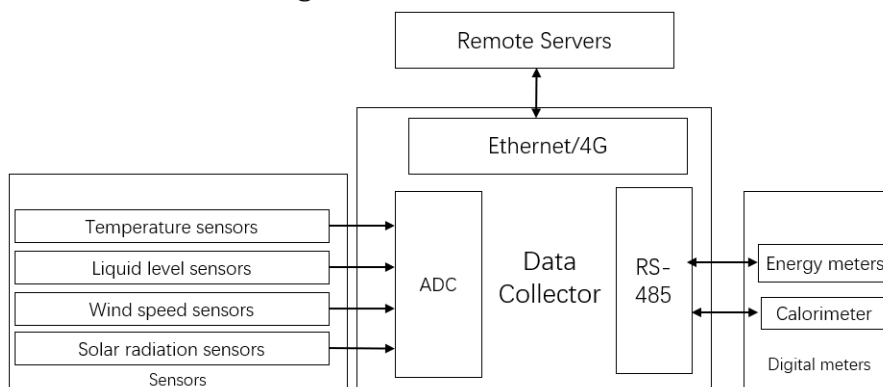 Remote Servers
Ethernet/4G
Temperature sensors
Liquid level sensors
Wind speed sensors
Solar radiation sensors
Sensors
ADC
Data
Collector
RS-
485
Energy meters
Calorimeter
Digital meters